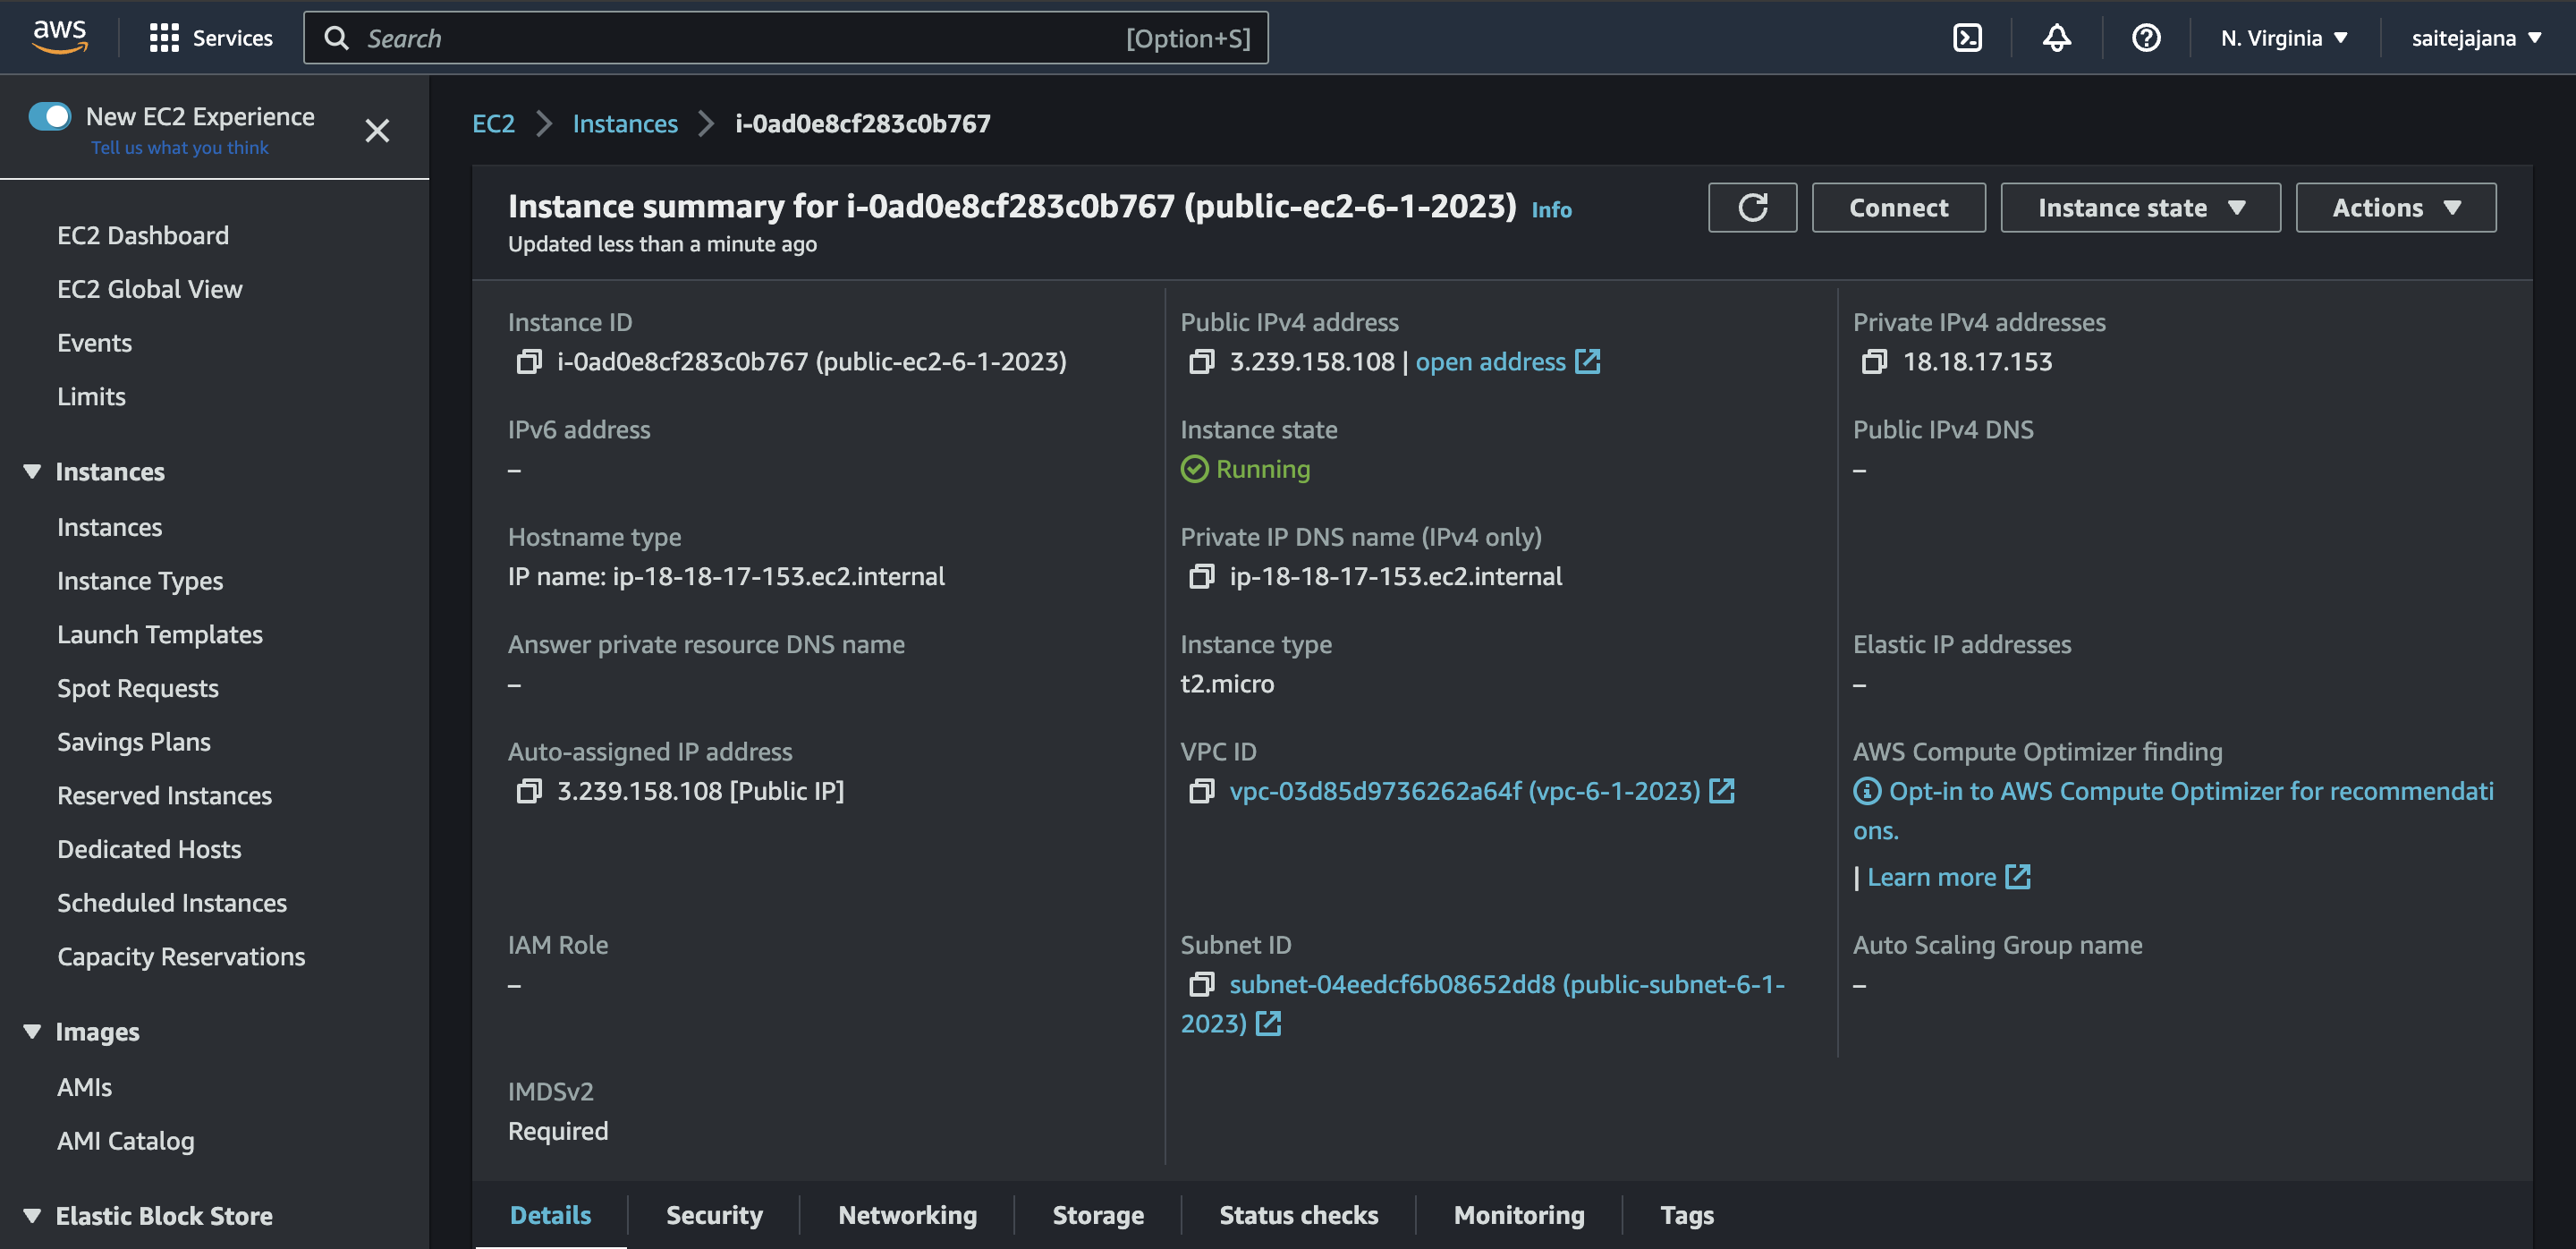 aws
Services
Search
[Option+S]
N. Virginia
saitejajana
New EC2 Experience
Tell us what you think
EC2 Dashboard
EC2 Global View
Events
Limits
Instances
Instances
Instance Types
Launch Templates
Spot Requests
Savings Plans
Reserved Instances
Dedicated Hosts
Scheduled Instances
Capacity Reservations
Images
AMIs
AMI Catalog
Elastic Block Store
EC2
Instances
i-0ad0e8cf283c0b767
Instance summary for i-0ad0e8cf283c0b767 (public-ec2-6-1-2023) Info
Updated less than a minute ago
Connect
Instance state
Actions
Instance ID
i-0ad0e8cf283c0b767 (public-ec2-6-1-2023)
Public IPv4 address
3.239.158.108 | open address
Private IPv4 addresses
18.18.17.153
IPv6 address
–
Instance state
Running
Public IPv4 DNS
–
Hostname type
IP name: ip-18-18-17-153.ec2.internal
Private IP DNS name (IPv4 only)
ip-18-18-17-153.ec2.internal
Answer private resource DNS name
–
Instance type
t2.micro
Elastic IP addresses
–
Auto-assigned IP address
3.239.158.108 [Public IP]
VPC ID
vpc-03d85d9736262a64f (vpc-6-1-2023)
AWS Compute Optimizer finding
Opt-in to AWS Compute Optimizer for recommendati
ons.
| Learn more
IAM Role
–
Subnet ID
subnet-04eedcf6b08652dd8 (public-subnet-6-1-
2023)
Auto Scaling Group name
–
IMDSv2
Required
Details
Security
Networking
Storage
Status checks
Monitoring
Tags